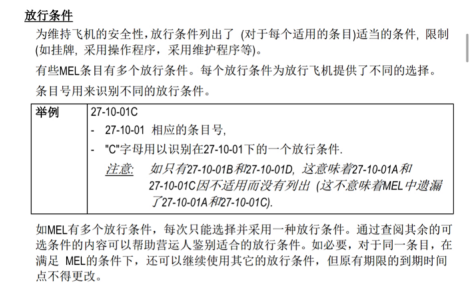 放行条件
为维持飞机的安全性,放行条件列出了 (对于每个适用的条目)适当的条件, 限制
(如挂牌, 采用操作程序，采用维护程序等)。
有些MEL条目有多个放行条件。每个放行条件为放行飞机提供了不同的选择。
条目号用来识别不同的放行条件。
举例 27-10-01C
- 27-10-01 相应的条目号,
- "C"字母用以识别在27-10-01下的一个放行条件.
注意: 如只有27-10-01B和27-10-01D, 这意味着27-10-01A和
27-10-01C因不适用而没有列出 (这不意味着MEL中遗漏
了27-10-01A和27-10-01C).
如MEL有多个放行条件，每次只能选择并采用一种放行条件。通过查阅其余的可
选条件的内容可以帮助营运人鉴别适合的放行条件。如必要，对于同一条目，在
满足 MEL的条件下，还可以继续使用其它的放行条件，但原有期限的到期时间
点不得更改。